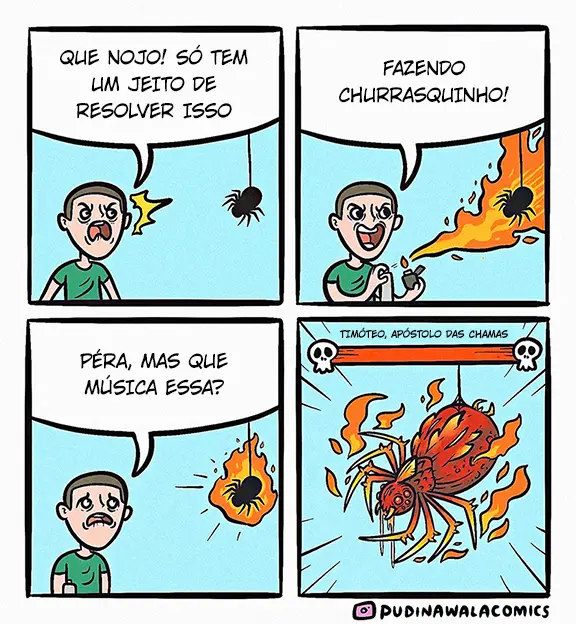 QUE NOJO! SÓ TEM
UM JEITO DE
RESOLVER ISSO
FAZENDO
CHURRASQUINHO!
PÉRA, MAS QUE
MÚSICA ESSA?
TIMÓTEO, APÓSTOLO DAS CHAMAS
PUDINAWALACOMICS